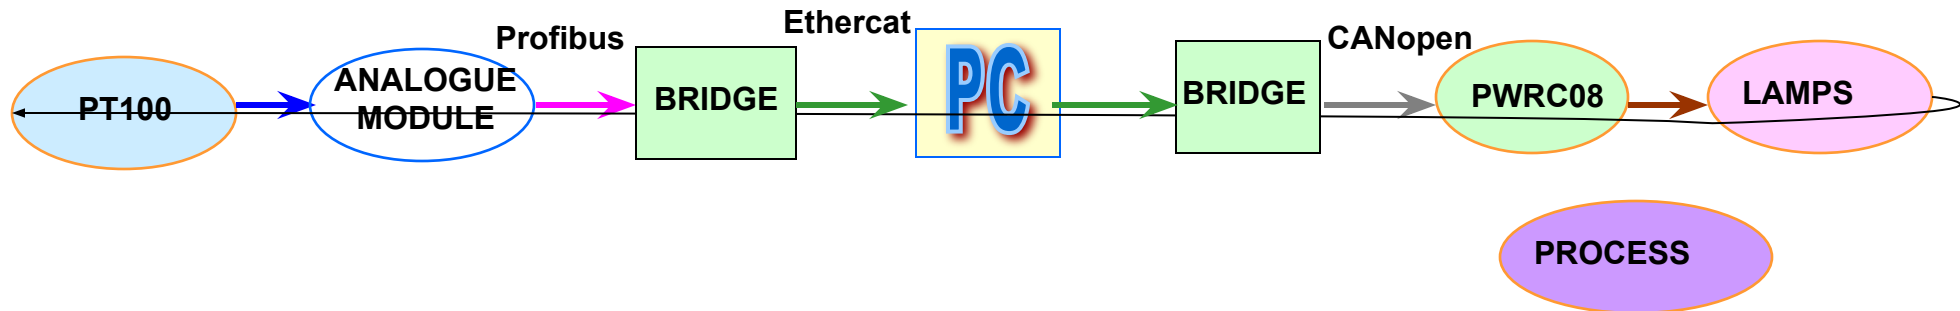 Profibus
Ethercat
CANopen
PT100
ANALOGUE
MODULE
BRIDGE
PC
BRIDGE
PWRC08
LAMPS
PROCESS